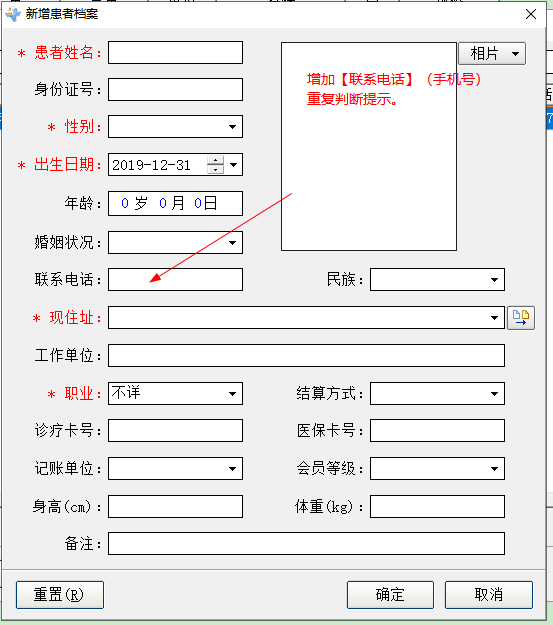 新增患者档案
* 患者姓名:
相片
增加【联系电话】（手机号）
重复判断提示。
身份证号:
* 性别:
* 出生日期: 2019-12-31
年龄: 0 岁 0 月 0日
婚姻状况:
联系电话: 民族:
* 现住址:
工作单位:
* 职业: 不详 结算方式:
诊疗卡号: 医保卡号:
记账单位: 会员等级:
身高(cm): 体重(kg):
备注:
重置(R) 确定 取消